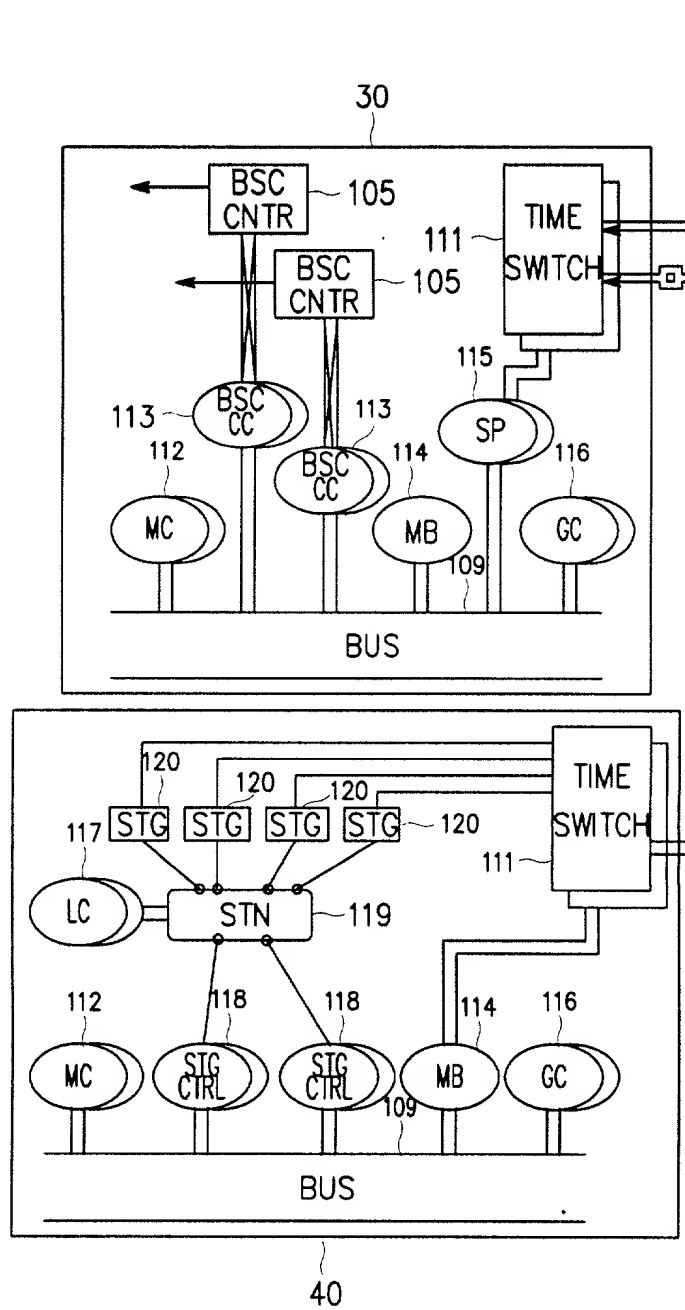 30
BSC
CNTR
105
BSC
CNTR
105
111
TIME
SWITCH
115
113
BSC
CC
113
SP
112
BSC
CC
114
116
MC
MB
GC
109
BUS
120
120
120
120
TIME
SWITCH
STG
STG
STG
STG
117
111
LC
STN
119
112
118
118
114
116
MC
STG
CTRL
STG
CTRL
MB
GC
109
BUS
40